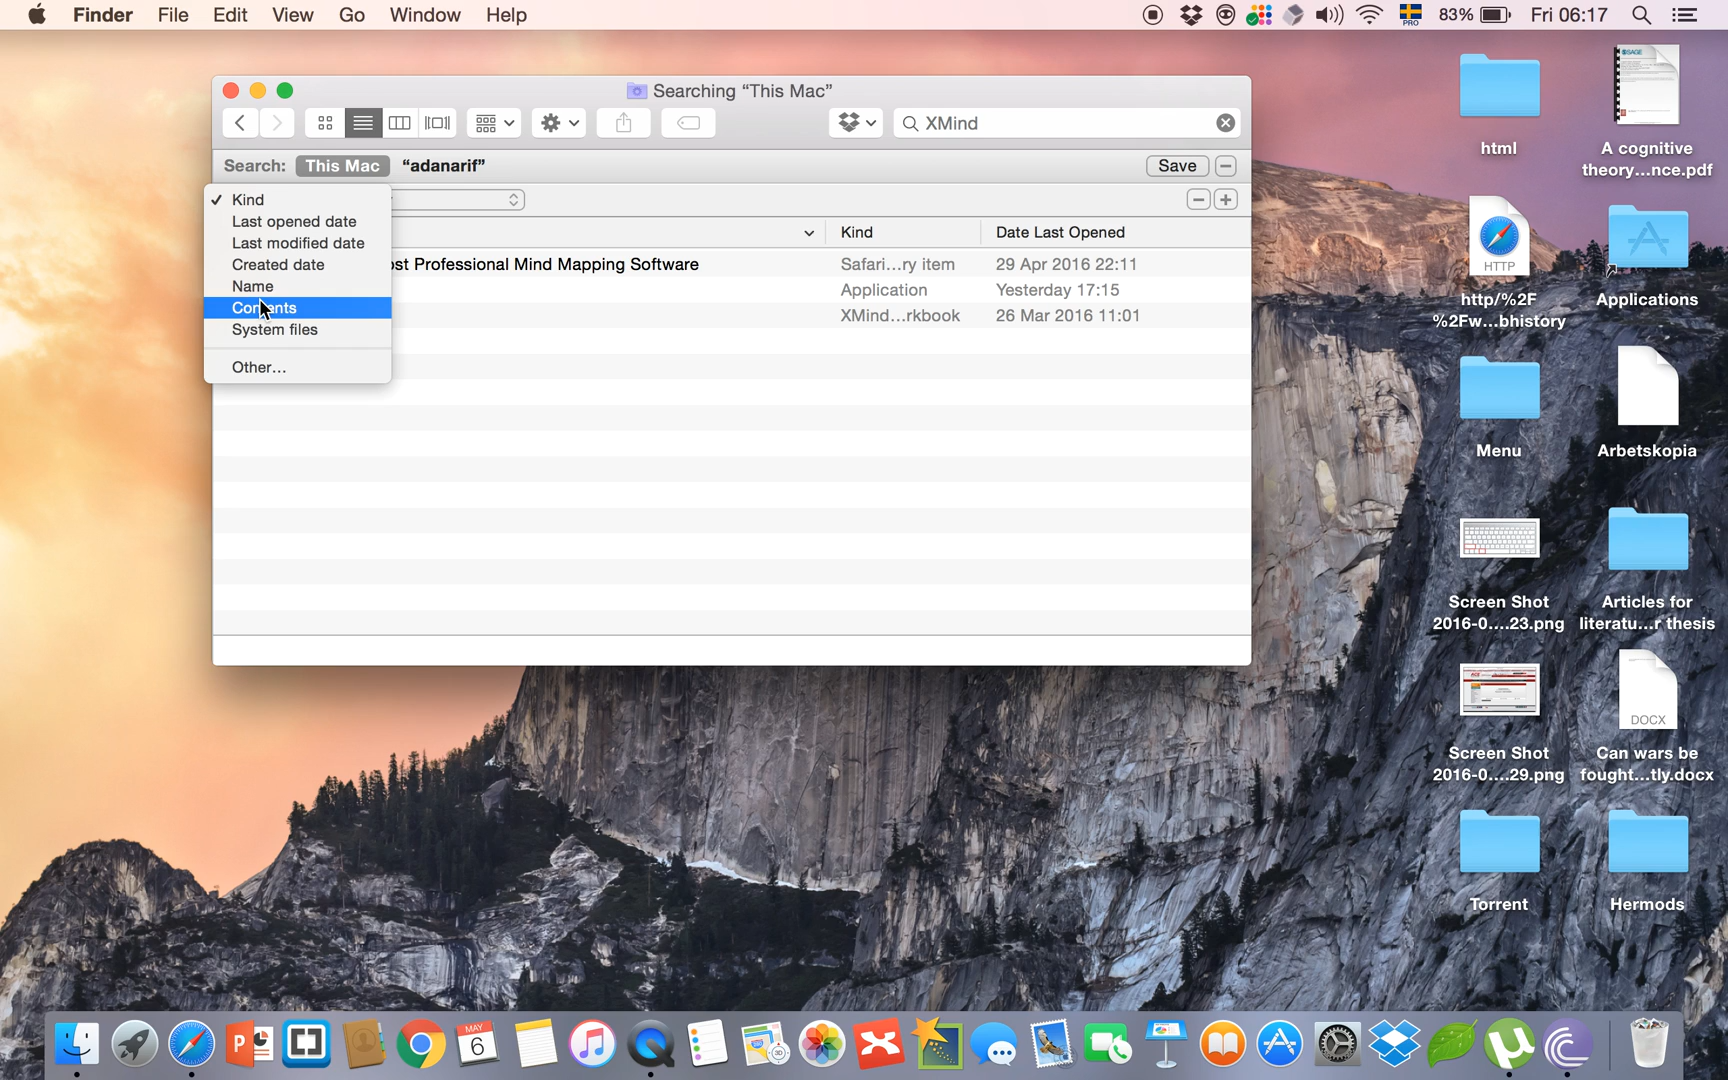 Finder File Edit View Go Window Help
83% Fri 06:17
PRO
Searching “This Mac”
XMind
Search: This Mac “adanarif” Save
✓ Kind
Last opened date
Last modified date
Created date
Name
Contents
System files
Other...
Kind Date Last Opened
ost Professional Mind Mapping Software Safari...ry item 29 Apr 2016 22:11
Application Yesterday 17:15
XMind...rkbook 26 Mar 2016 11:01
html
SAGE
A cognitive
theory...nce.pdf
HTTP
http/%2F
%2Fw...bhistory
Applications
Menu
Arbetskopia
Screen Shot
2016-0....23.png
Articles for
literatu...r thesis
Screen Shot
2016-0....29.png
DOCX
Can wars be
fought...tly.docx
Torrent
Hermods
MAY
6
3D